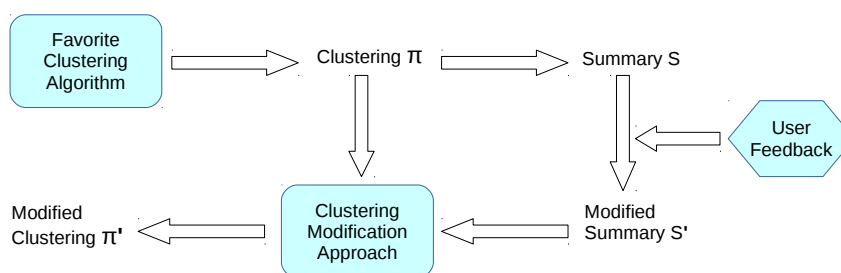 Favorite
Clustering
Algorithm
Clustering π
Summary S
User
Feedback
Modified
Clustering π'
Clustering
Modification
Approach
Modified
Summary S'